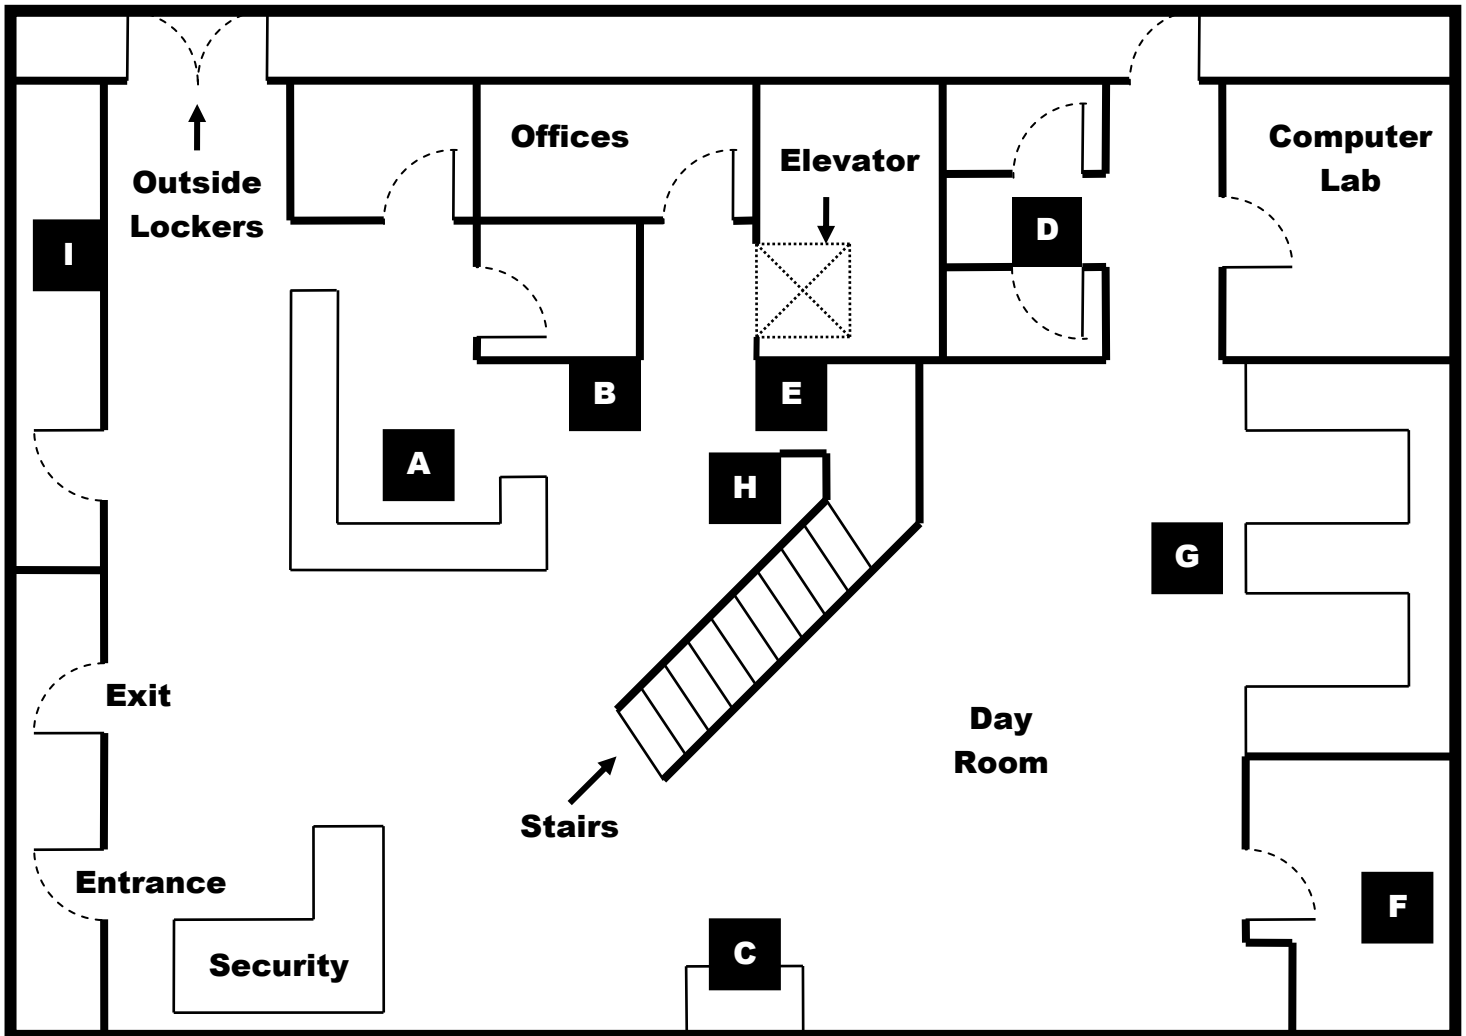 Offices
Computer
Lab
Elevator
Outside
Lockers
D
I
B
E
A
H
G
Exit
Day
Room
Stairs
Entrance
F
Security
C